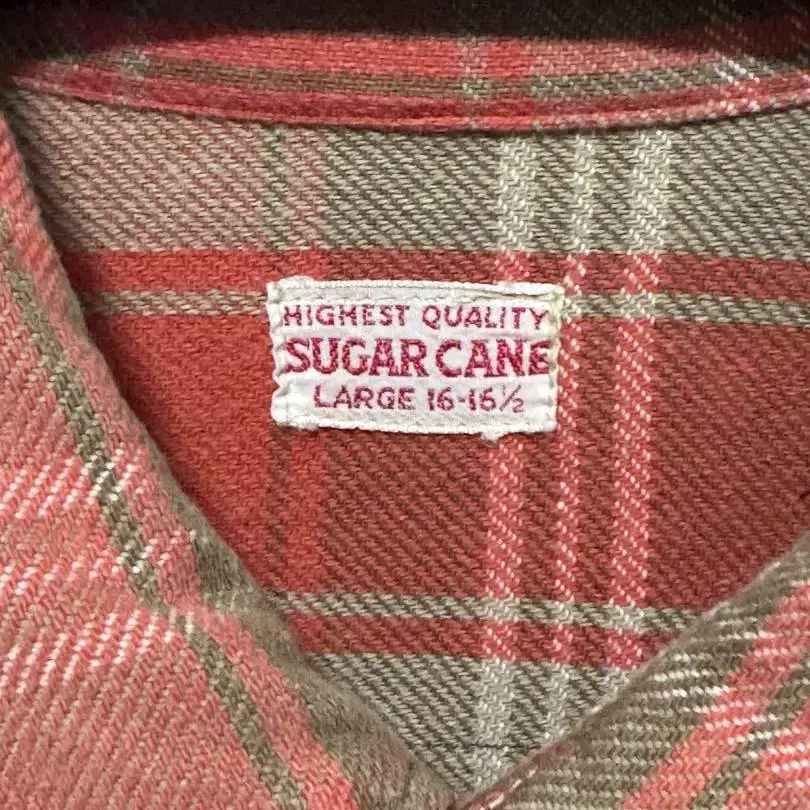 HIGHEST QUALITY
SUGAR CANE
LARGE 16-16½